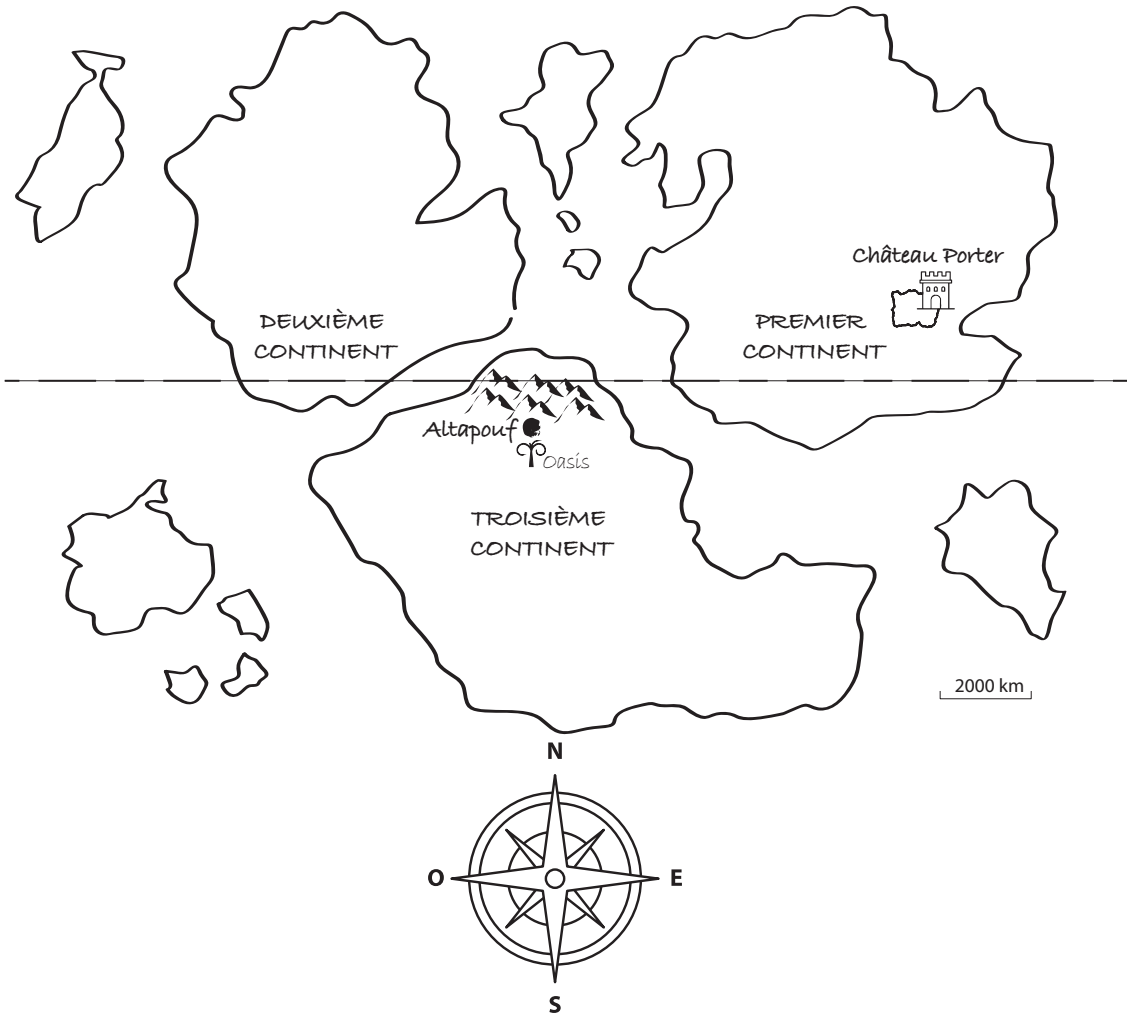 Château Porter
DEUXIÈME
CONTINENT
PREMIER
CONTINENT
Altapouf
Oasis
TROISIÈME
CONTINENT
2000 km
N
O
E
S